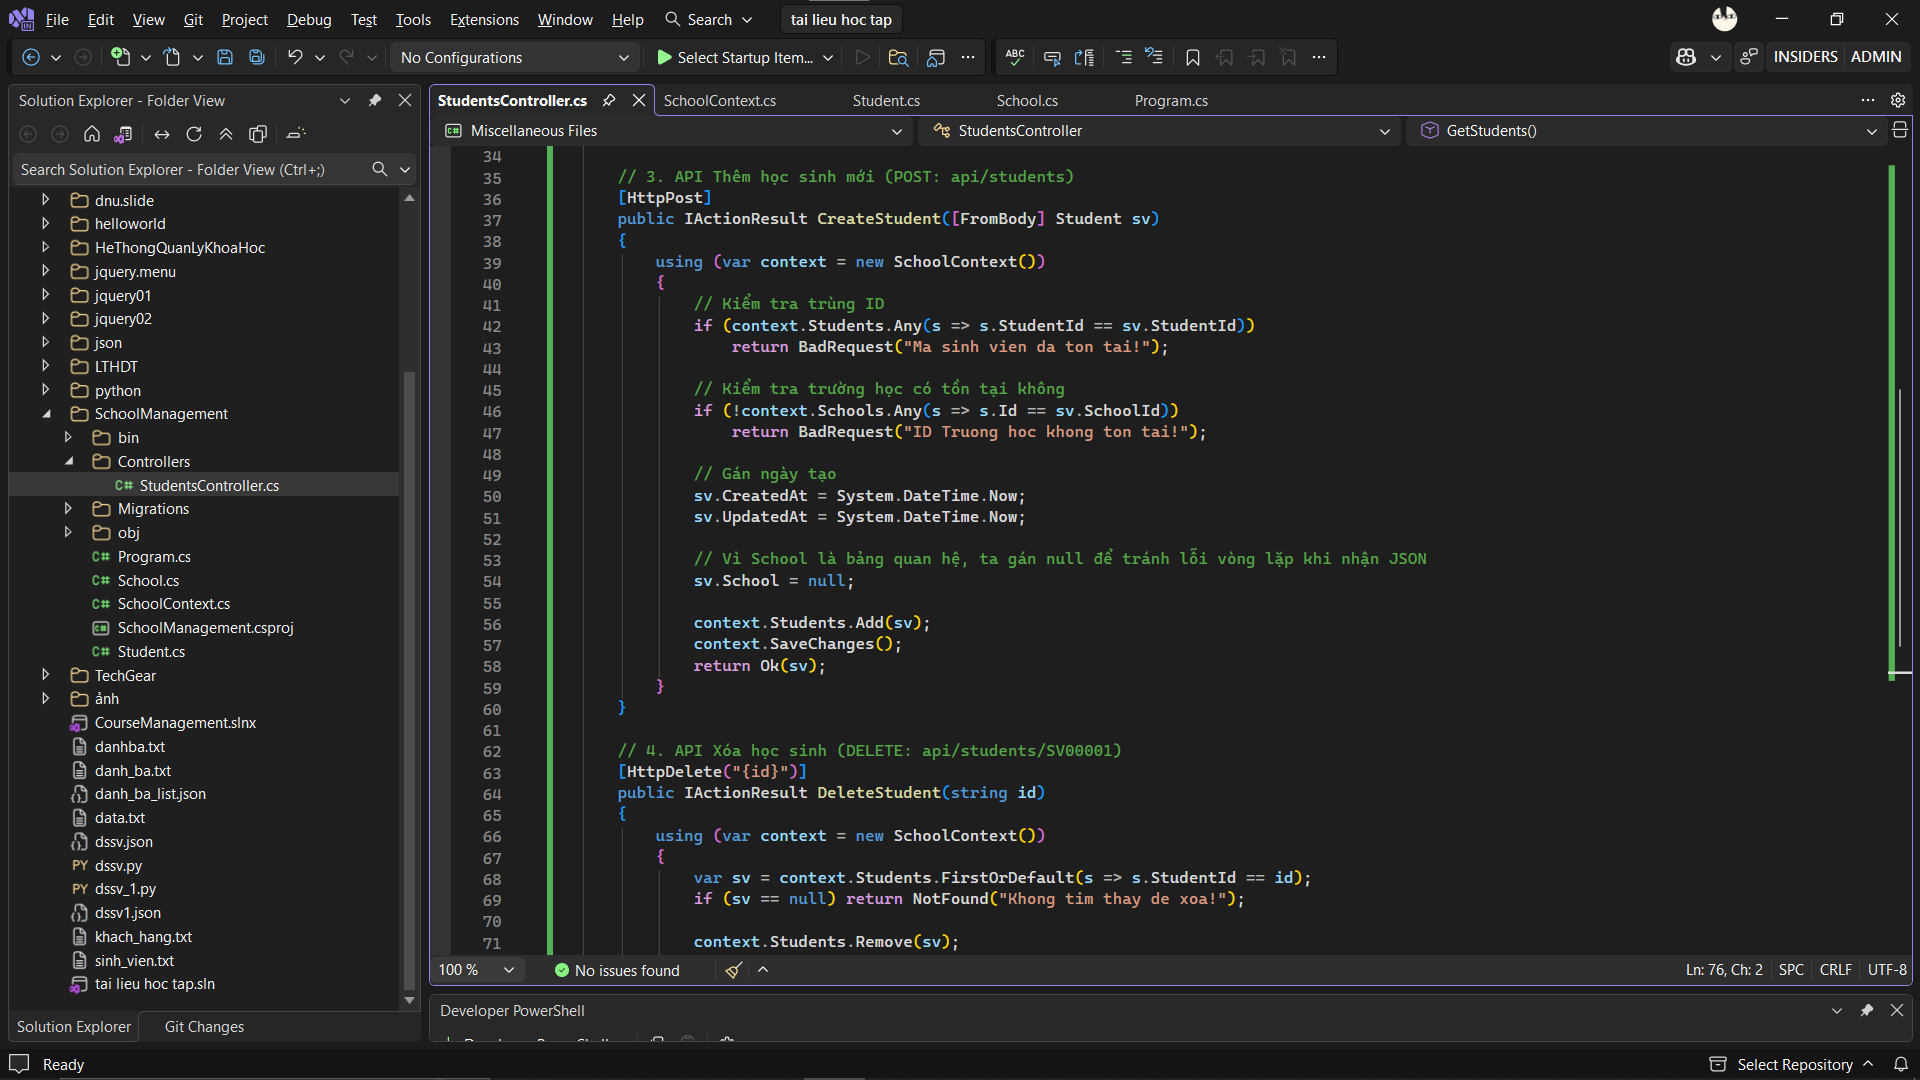 File Edit View Git Project Debug Test Tools Extensions Window Help Search tai lieu hoc tap
No Configurations Select Startup Item... INSIDERS ADMIN
Solution Explorer - Folder View
Search Solution Explorer - Folder View (Ctrl+;)
dnu.slide
helloworld
HeThongQuanLyKhoaHoc
jquery.menu
jquery01
jquery02
json
LTHDT
python
SchoolManagement
bin
Controllers
C# StudentsController.cs
Migrations
obj
C# Program.cs
C# School.cs
C# SchoolContext.cs
SchoolManagement.csproj
C# Student.cs
TechGear
ảnh
CourseManagement.slnx
danhba.txt
danh_ba.txt
danh_ba_list.json
data.txt
dssv.json
PY dssv.py
PY dssv_1.py
dssv1.json
khach_hang.txt
sinh_vien.txt
tai lieu hoc tap.sln
Solution Explorer Git Changes
StudentsController.cs SchoolContext.cs Student.cs School.cs Program.cs
Miscellaneous Files StudentsController GetStudents()
34
35 // 3. API Thêm học sinh mới (POST: api/students)
36 [HttpPost]
37 public IActionResult CreateStudent([FromBody] Student sv)
38 {
39 using (var context = new SchoolContext())
40 {
41 // Kiểm tra trùng ID
42 if (context.Students.Any(s => s.StudentId == sv.StudentId))
43 return BadRequest("Ma sinh vien da ton tai!");
44
45 // Kiểm tra trường học có tồn tại không
46 if (!context.Schools.Any(s => s.Id == sv.SchoolId))
47 return BadRequest("ID Truong hoc khong ton tai!");
48
49 // Gán ngày tạo
50 sv.CreatedAt = System.DateTime.Now;
51 sv.UpdatedAt = System.DateTime.Now;
52
53 // Vì School là bảng quan hệ, ta gán null để tránh lỗi vòng lặp khi nhận JSON
54 sv.School = null;
55
56 context.Students.Add(sv);
57 context.SaveChanges();
58 return Ok(sv);
59 }
60 }
61
62 // 4. API Xóa học sinh (DELETE: api/students/SV00001)
63 [HttpDelete("{id}")]
64 public IActionResult DeleteStudent(string id)
65 {
66 using (var context = new SchoolContext())
67 {
68 var sv = context.Students.FirstOrDefault(s => s.StudentId == id);
69 if (sv == null) return NotFound("Khong tim thay de xoa!");
70
71 context.Students.Remove(sv);
100 % No issues found Ln: 76, Ch: 2 SPC CRLF UTF-8
Developer PowerShell
Ready Select Repository